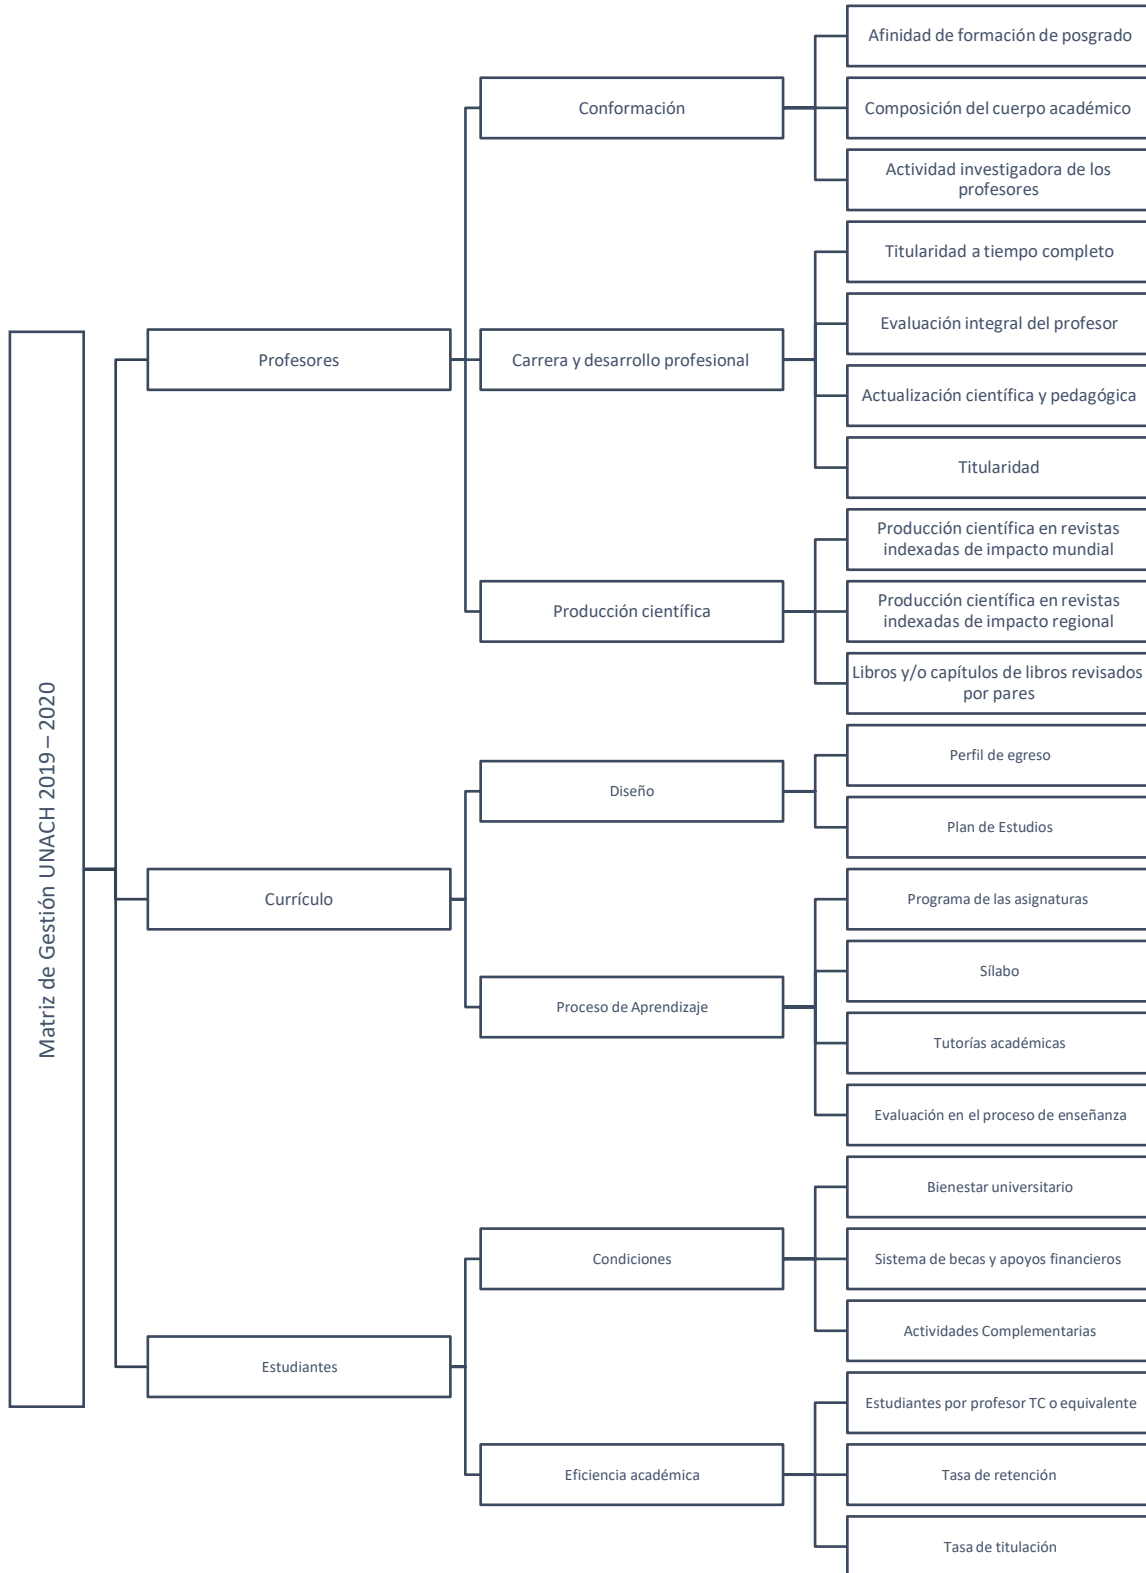 Matriz de Gestión UNACH 2019 – 2020
Profesores
Conformación
Afinidad de formación de posgrado
Composición del cuerpo académico
Actividad investigadora de los
profesores
Carrera y desarrollo profesional
Titularidad a tiempo completo
Evaluación integral del profesor
Actualización científica y pedagógica
Titularidad
Producción científica
Producción científica en revistas
indexadas de impacto mundial
Producción científica en revistas
indexadas de impacto regional
Libros y/o capítulos de libros revisados
por pares
Currículo
Diseño
Perfil de egreso
Plan de Estudios
Proceso de Aprendizaje
Programa de las asignaturas
Sílabo
Tutorías académicas
Evaluación en el proceso de enseñanza
Estudiantes
Condiciones
Bienestar universitario
Sistema de becas y apoyos financieros
Actividades Complementarias
Eficiencia académica
Estudiantes por profesor TC o equivalente
Tasa de retención
Tasa de titulación